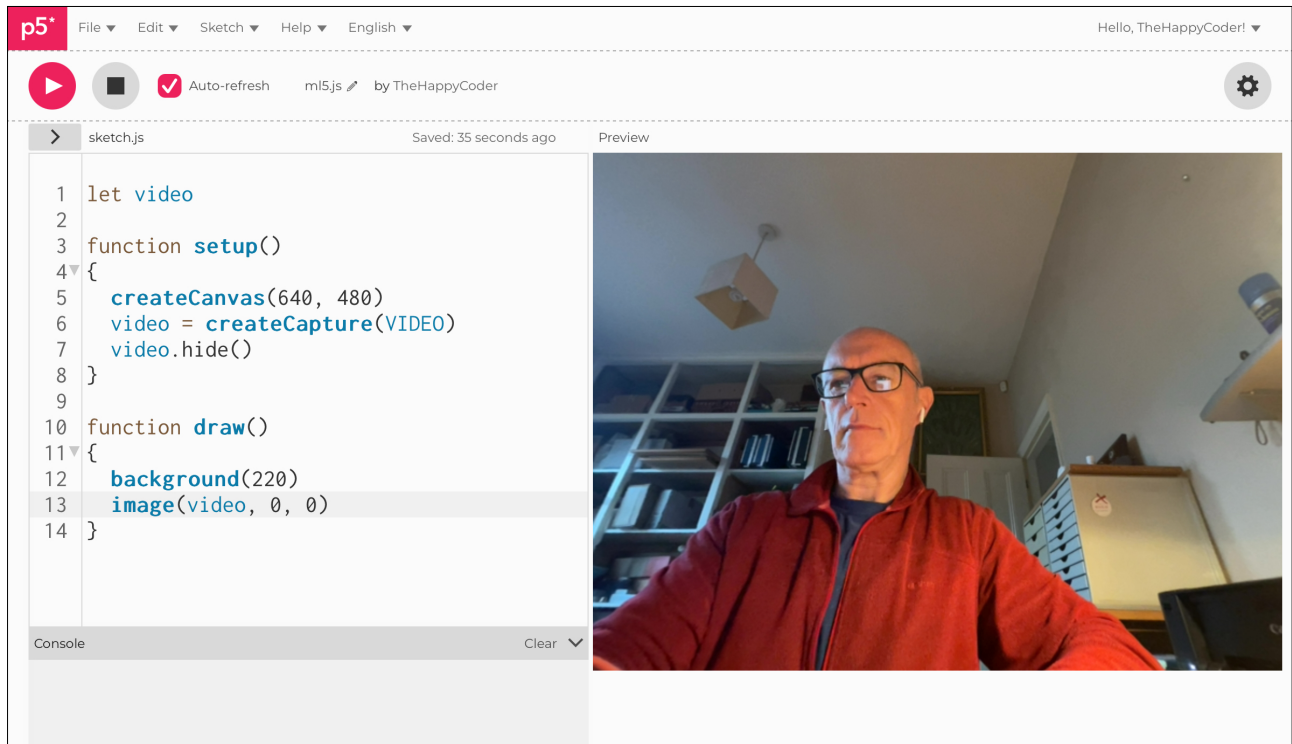 p5* File Edit Sketch Help English Hello, TheHappyCoder!
Auto-refresh ml5.js by TheHappyCoder
sketch.js Saved: 35 seconds ago Preview
1 let video
2
3 function setup()
4 {
5 createCanvas(640, 480)
6 video = createCapture(VIDEO)
7 video.hide()
8 }
9
10 function draw()
11 {
12 background(220)
13 image(video, 0, 0)
14 }
Console Clear